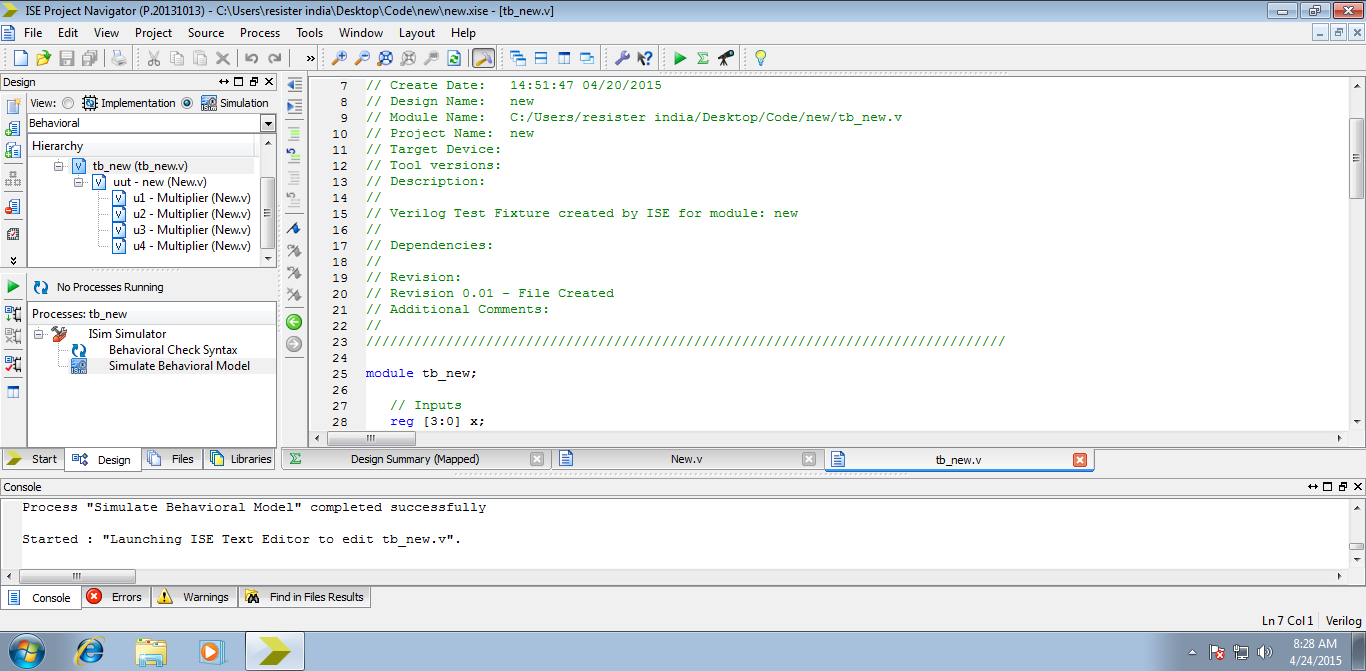 ISE Project Navigator (P.20131013) - C:\Users\resister india\Desktop\Code\new\new.xise - [tb_new.v]
File Edit View Project Source Process Tools Window Layout Help
»
Design
View: Implementation Simulation
Behavioral
Hierarchy
tb_new (tb_new.v)
uut - new (New.v)
u1 - Multiplier (New.v)
u2 - Multiplier (New.v)
u3 - Multiplier (New.v)
u4 - Multiplier (New.v)
No Processes Running
Processes: tb_new
ISim Simulator
Behavioral Check Syntax
Simulate Behavioral Model
Start Design Files Libraries
7 // Create Date: 14:51:47 04/20/2015
8 // Design Name: new
9 // Module Name: C:/Users/resister india/Desktop/Code/new/tb_new.v
10 // Project Name: new
11 // Target Device:
12 // Tool versions:
13 // Description:
14 //
15 // Verilog Test Fixture created by ISE for module: new
16 //
17 // Dependencies:
18 //
19 // Revision:
20 // Revision 0.01 - File Created
21 // Additional Comments:
22 //
23 ////////////////////////////////////////////////////////////////////////////////
24
25 module tb_new;
26
27 // Inputs
28 reg [3:0] x;
Design Summary (Mapped) New.v tb_new.v
Console
Process "Simulate Behavioral Model" completed successfully
Started : "Launching ISE Text Editor to edit tb_new.v".
Console Errors Warnings Find in Files Results
Ln 7 Col 1 Verilog
8:28 AM
4/24/2015